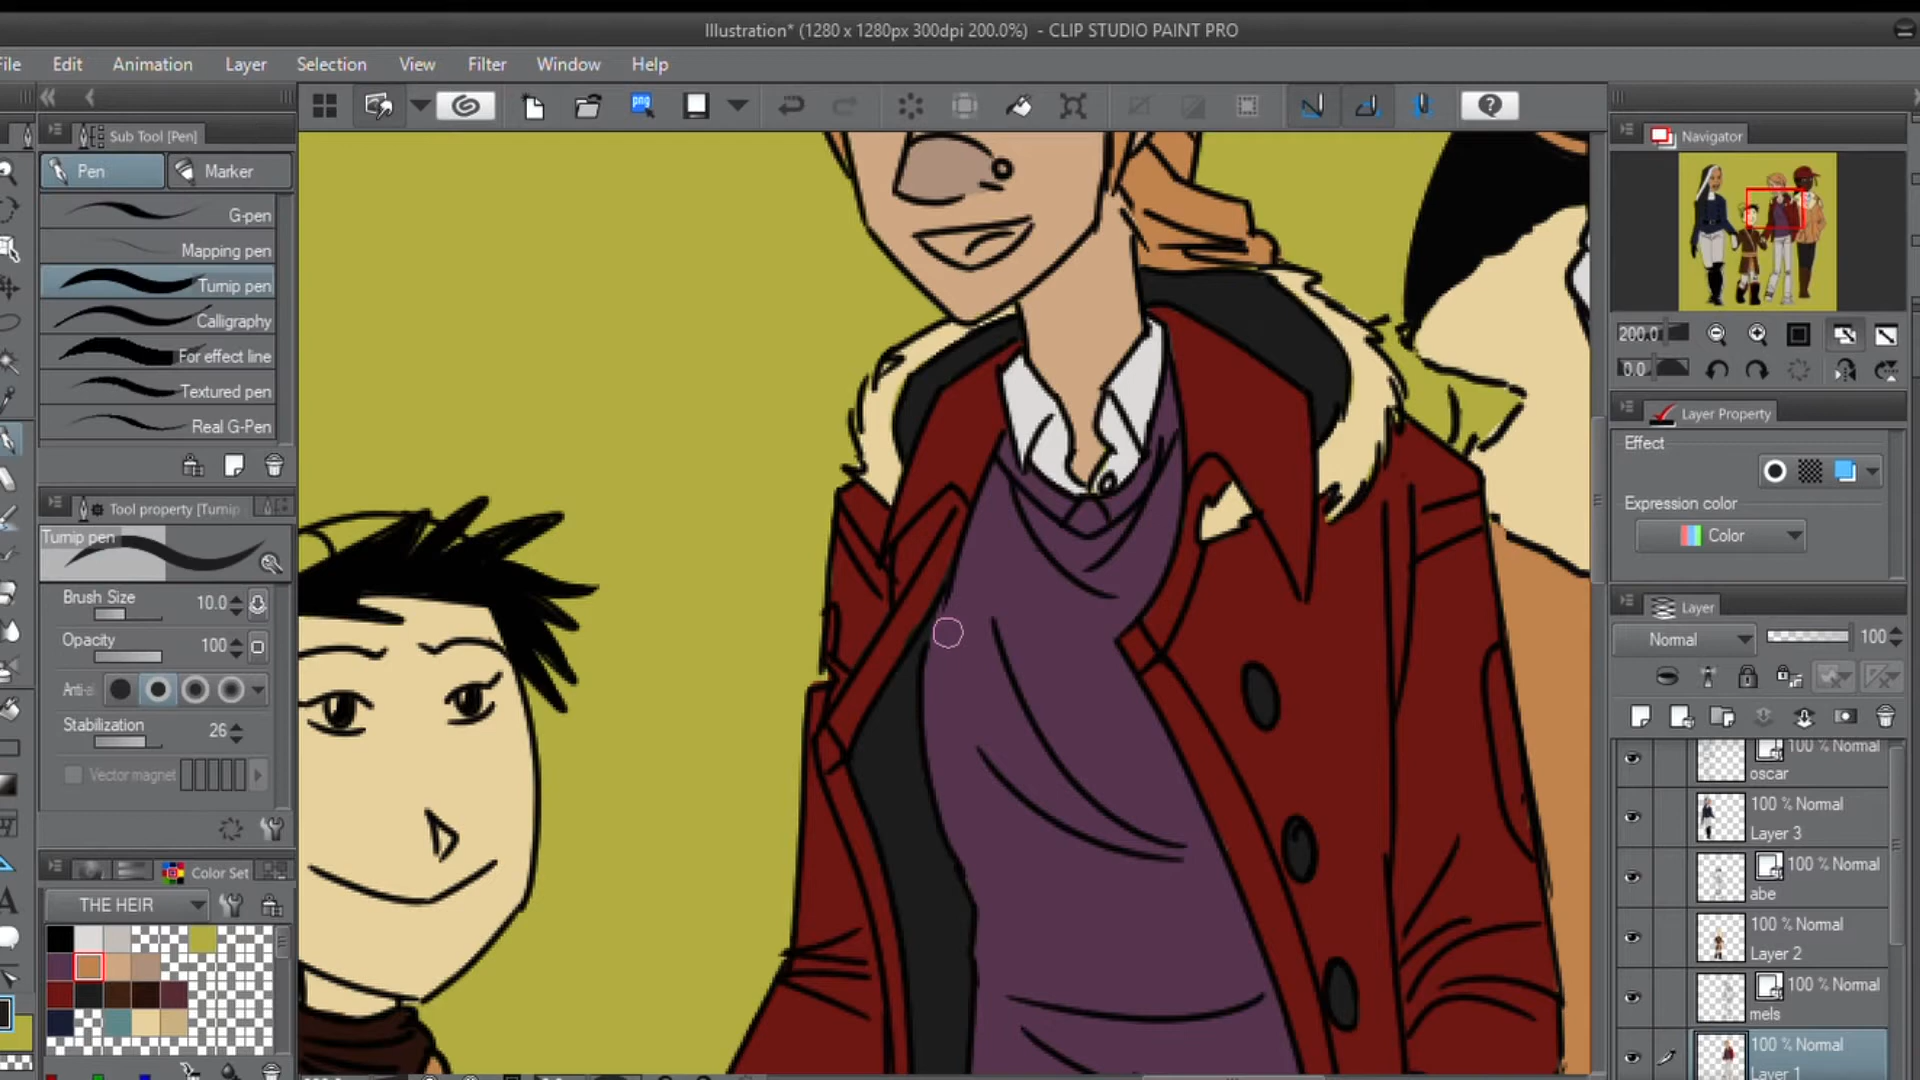 Illustration* (1280 x 1280px 300dpi 200.0%) - CLIP STUDIO PAINT PRO
File Edit Animation Layer Selection View Filter Window Help
png
Sub Tool [Pen]
Pen Marker
G-pen
Mapping pen
Turnip pen
Calligraphy
For effect line
Textured pen
Real G-Pen
Tool property [Turnip
Turnip pen
Brush Size 10.0
Opacity 100
Anti-a
Stabilization 26
Vector magnet
Color Set
THE HEIR
Navigator
200.0
0.0
Layer Property
Effect
Expression color
Color
Layer
Normal 100
100 % Normal
oscar
100 % Normal
Layer 3
100 % Normal
abe
100 % Normal
Layer 2
100 % Normal
mels
100 % Normal
Layer 1